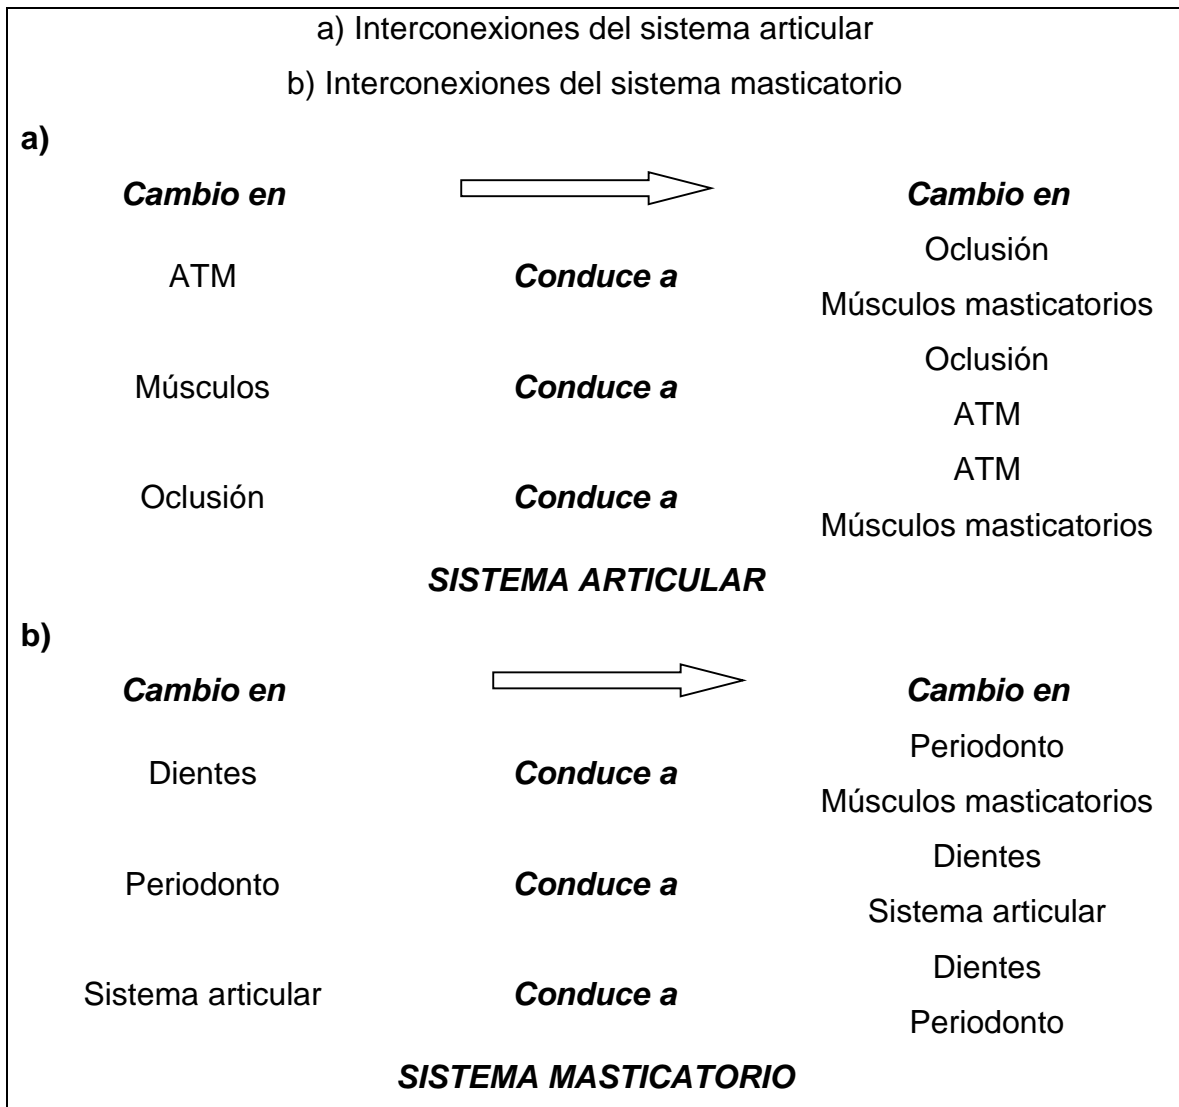 a) Interconexiones del sistema articular
b) Interconexiones del sistema masticatorio
a)
Cambio en
Cambio en
ATM
Conduce a
Oclusión
Músculos masticatorios
Músculos
Conduce a
Oclusión
ATM
Oclusión
Conduce a
ATM
Músculos masticatorios
SISTEMA ARTICULAR
b)
Cambio en
Cambio en
Dientes
Conduce a
Periodonto
Músculos masticatorios
Periodonto
Conduce a
Dientes
Sistema articular
Sistema articular
Conduce a
Dientes
Periodonto
SISTEMA MASTICATORIO